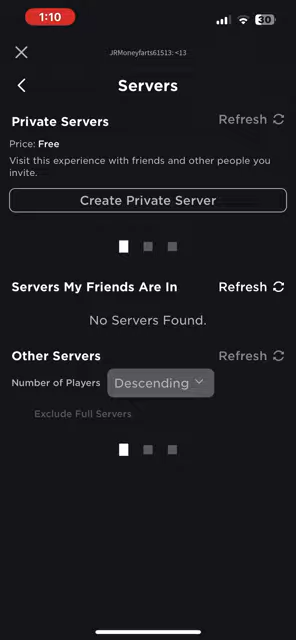 1:10
30
JRMoneyfarts61513: <13
Servers
Private Servers
Refresh
Price: Free
Visit this experience with friends and other people you
invite.
Create Private Server
Servers My Friends Are In
Refresh
No Servers Found.
Other Servers
Refresh
Number of Players
Descending
Exclude Full Servers